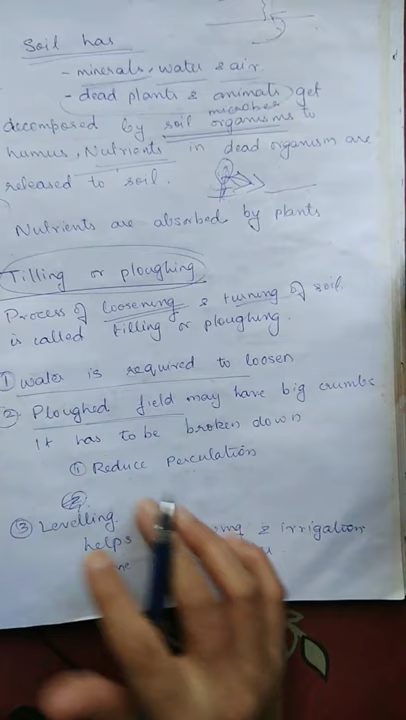 Soil has
- minerals, water & air
- dead plants & animals get
microbes
decomposed by soil organisms to
humus, Nutrients in dead organism are
released to soil.
Nutrients are absorbed by plants
Tilling or ploughing
Process of loosening & turning of soil
is called tilling or ploughing.
① Water is required to loosen
② Ploughed field may have big crumbs
It has to be broken down
① Reduce Perculation
②
③ Levelling & irrigation
helps